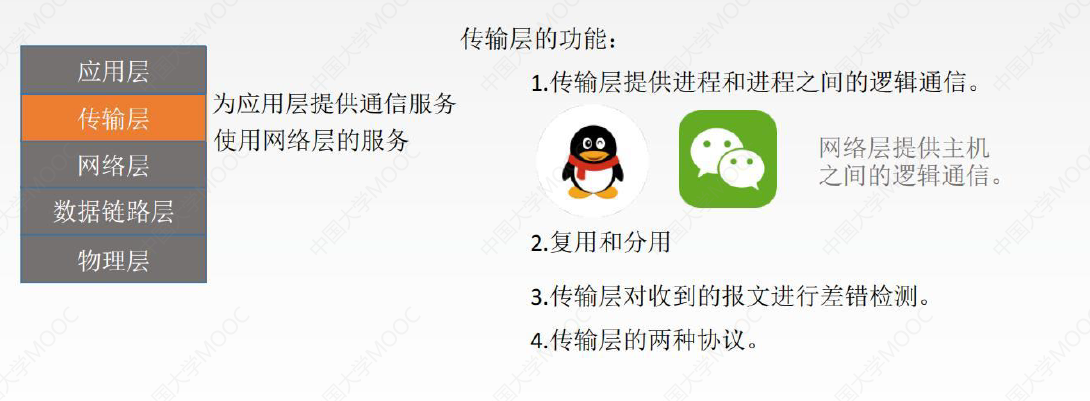 传输层的功能：
应用层
传输层
网络层
数据链路层
物理层
为应用层提供通信服务
使用网络层的服务
1.传输层提供进程和进程之间的逻辑通信。
网络层提供主机
之间的逻辑通信。
2.复用和分用
3.传输层对收到的报文进行差错检测。
4.传输层的两种协议。
中国大学MOOC